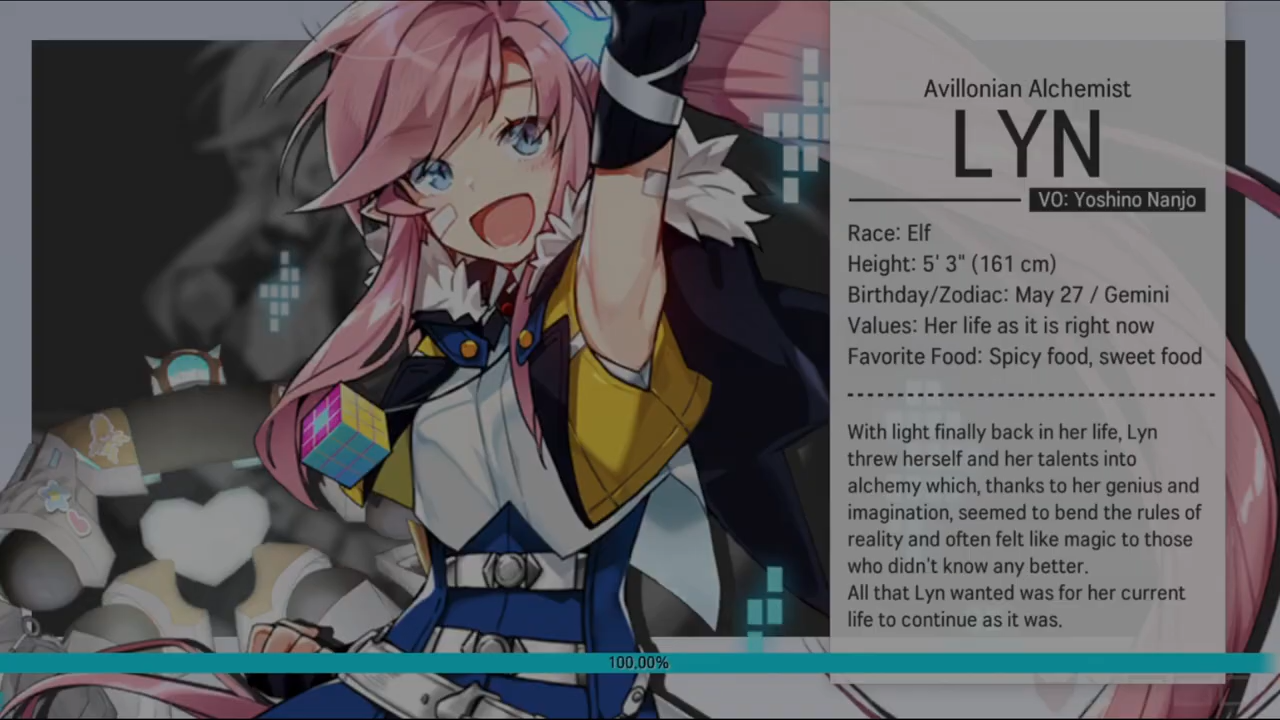 Avillonian Alchemist
LYN
VO: Yoshino Nanjo
Race: Elf
Height: 5' 3" (161 cm)
Birthday/Zodiac: May 27 / Gemini
Values: Her life as it is right now
Favorite Food: Spicy food, sweet food
With light finally back in her life, Lyn
threw herself and her talents into
alchemy which, thanks to her genius and
imagination, seemed to bend the rules of
reality and often felt like magic to those
who didn't know any better.
All that Lyn wanted was for her current
life to continue as it was.
100,00%